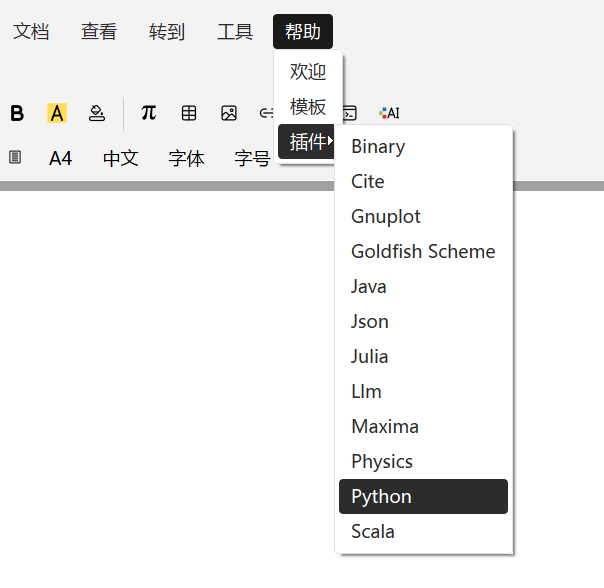 文档 查看 转到 工具 帮助
欢迎
模板
插件
B A π AI
A4 中文 字体 字号
Binary
Cite
Gnuplot
Goldfish Scheme
Java
Json
Julia
Llm
Maxima
Physics
Python
Scala